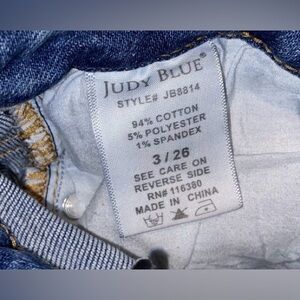 JUDY BLUE®
STYLE# JB8814
94% COTTON
5% POLYESTER
1% SPANDEX
3 / 26
SEE CARE ON
REVERSE SIDE
RN# 116380
MADE IN CHINA